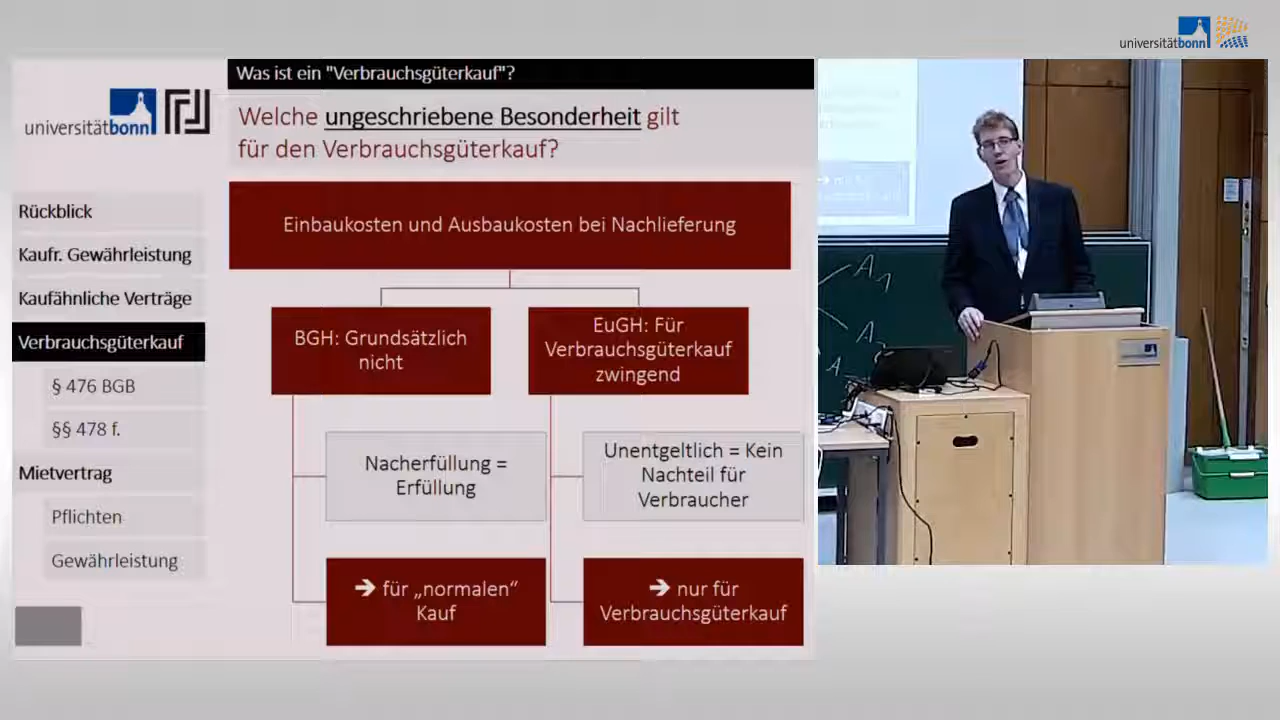 universitätbonn
Was ist ein "Verbrauchsgüterkauf"?
universitätbonn
Welche ungeschriebene Besonderheit gilt
für den Verbrauchsgüterkauf?
Rückblick
Kaufr. Gewährleistung
Kaufähnliche Verträge
Verbrauchsgüterkauf
§ 476 BGB
§§ 478 f.
Mietvertrag
Pflichten
Gewährleistung
Einbaukosten und Ausbaukosten bei Nachlieferung
BGH: Grundsätzlich
nicht
EuGH: Für
Verbrauchsgüterkauf
zwingend
Nacherfüllung =
Erfüllung
Unentgeltlich = Kein
Nachteil für
Verbraucher
➔ für „normalen“
Kauf
➔ nur für
Verbrauchsgüterkauf
A1